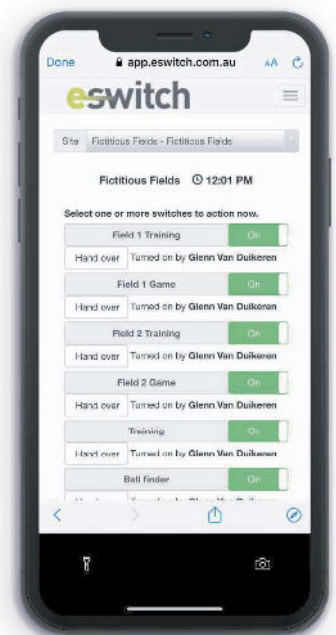 Done app.eswitch.com.au AA
eswitch
Site Fictitious Fields - Fictitious Fields
Fictitious Fields 12:01 PM
Select one or more switches to action now.
Field 1 Training On
Hand over Turned on by Glenn Van Duikeren
Field 1 Game On
Hand over Turned on by Glenn Van Duikeren
Field 2 Training On
Hand over Turned on by Glenn Van Duikeren
Field 2 Game On
Hand over Turned on by Glenn Van Duikeren
Training On
Hand over Turned on by Glenn Van Duikeren
Ball finder On